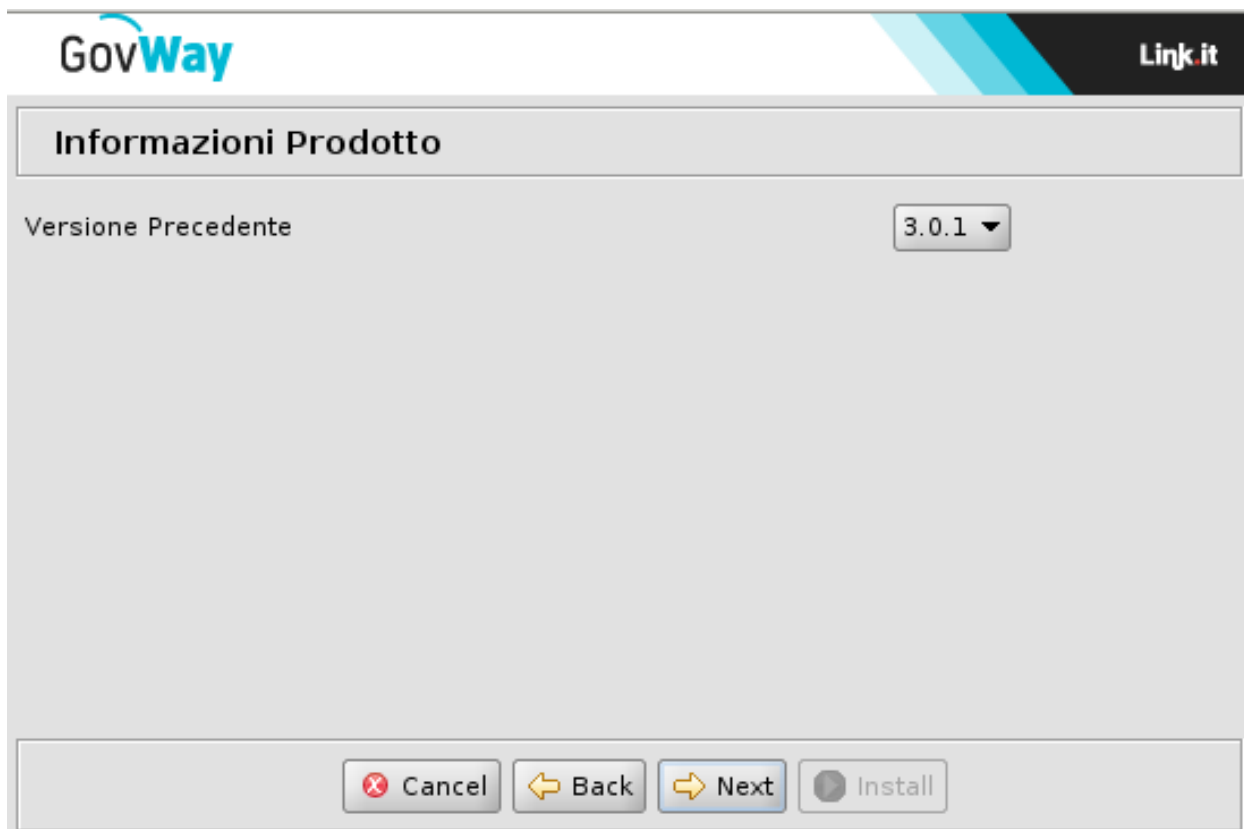 GovWay
Link.it
Informazioni Prodotto
Versione Precedente 3.0.1
Cancel Back Next Install